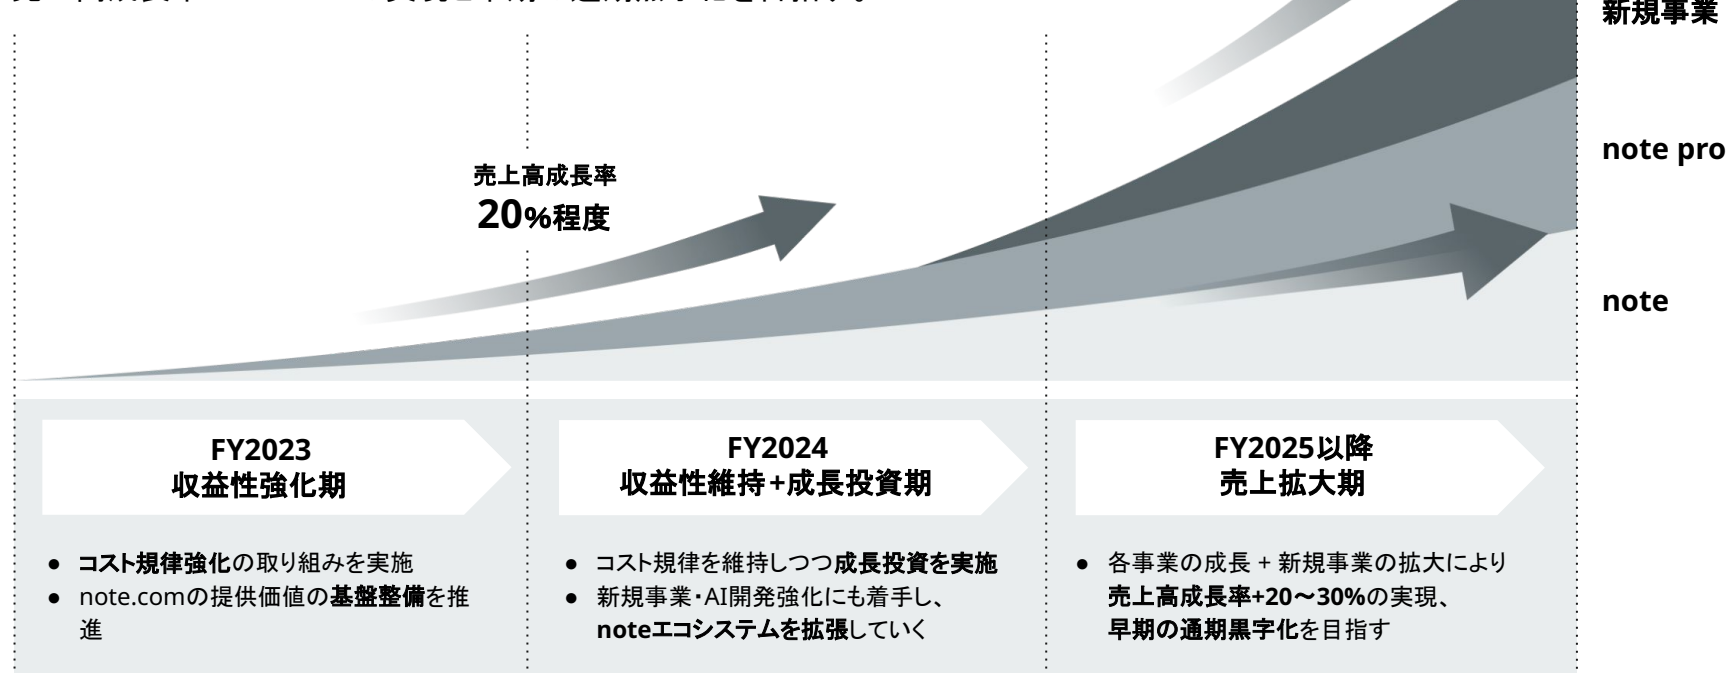 新規事業
note pro
売上高成長率
20%程度
note
FY2023
収益性強化期
FY2024
収益性維持+成長投資期
FY2025以降
売上拡大期
● コスト規律強化の取り組みを実施
● note.comの提供価値の基盤整備を推
進
● コスト規律を維持しつつ成長投資を実施
● 新規事業・AI開発強化にも着手し、
noteエコシステムを拡張していく
● 各事業の成長 + 新規事業の拡大により
売上高成長率+20〜30%の実現、
早期の通期黒字化を目指す